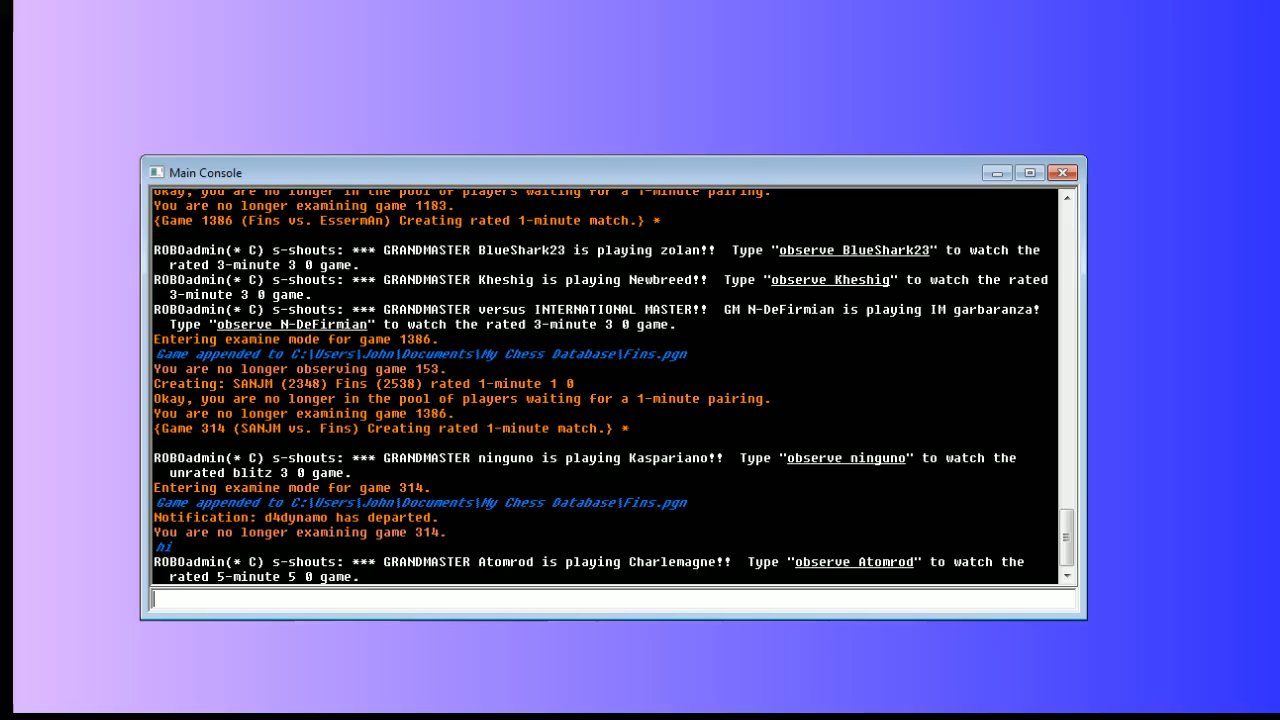 Main Console
Okay, you are no longer in the pool of players waiting for a 1-minute pairing.
You are no longer examining game 1183.
{Game 1386 (Fins vs. EssermAn) Creating rated 1-minute match.} *
ROBOadmin(* C) s-shouts: *** GRANDMASTER BlueShark23 is playing zolan!! Type "observe BlueShark23" to watch the
rated 3-minute 3 0 game.
ROBOadmin(* C) s-shouts: *** GRANDMASTER Kheshig is playing Newbreed!! Type "observe Kheshig" to watch the rated
3-minute 3 0 game.
ROBOadmin(* C) s-shouts: *** GRANDMASTER versus INTERNATIONAL MASTER!! GM N-DeFirmian is playing IM garbaranza!
Type "observe N-DeFirmian" to watch the rated 3-minute 3 0 game.
Entering examine mode for game 1386.
Game appended to C:\Users\John\Documents\My Chess Database\Fins.pgn
You are no longer observing game 153.
Creating: SANJM (2348) Fins (2538) rated 1-minute 1 0
Okay, you are no longer in the pool of players waiting for a 1-minute pairing.
You are no longer examining game 1386.
{Game 314 (SANJM vs. Fins) Creating rated 1-minute match.} *
ROBOadmin(* C) s-shouts: *** GRANDMASTER ninguno is playing Kaspariano!! Type "observe ninguno" to watch the
unrated blitz 3 0 game.
Entering examine mode for game 314.
Game appended to C:\Users\John\Documents\My Chess Database\Fins.pgn
Notification: d4dynamo has departed.
You are no longer examining game 314.
hi
ROBOadmin(* C) s-shouts: *** GRANDMASTER Atomrod is playing Charlemagne!! Type "observe Atomrod" to watch the
rated 5-minute 5 0 game.